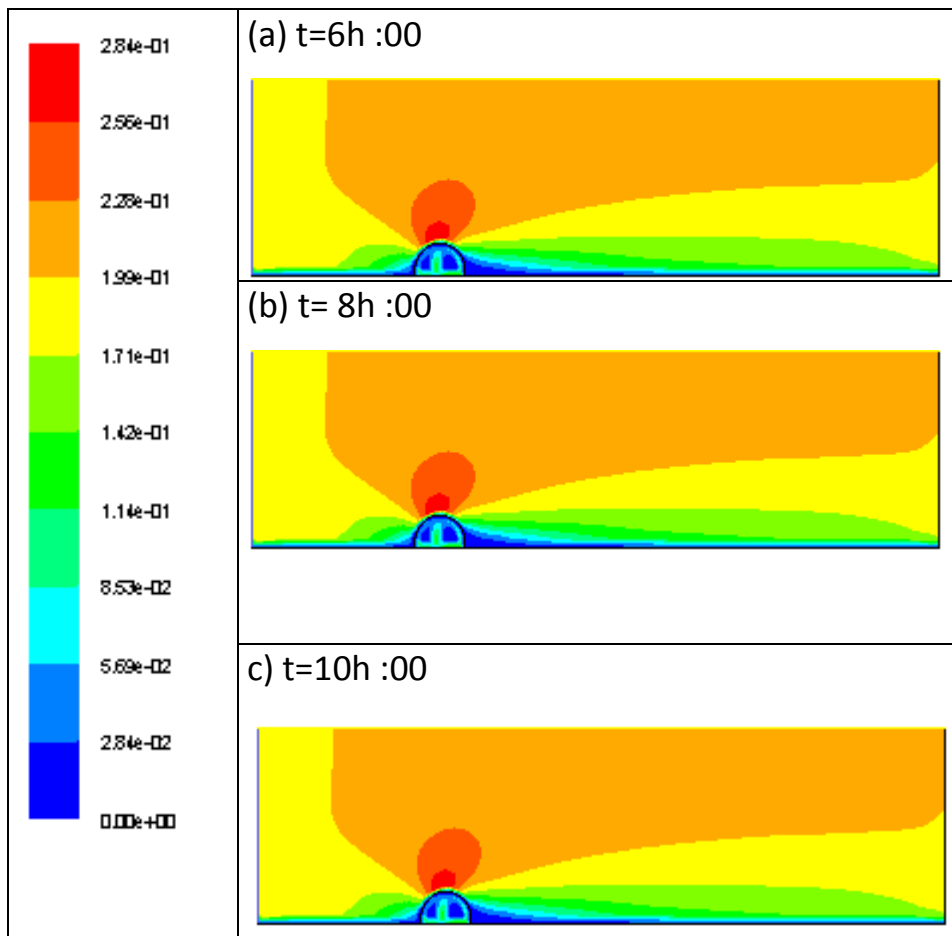 2.84e-01
2.56e-01
2.28e-01
1.99e-01
1.71e-01
1.42e-01
1.14e-01
8.53e-02
5.69e-02
2.84e-02
0.00e+00
(a) t=6h :00
(b) t= 8h :00
c) t=10h :00